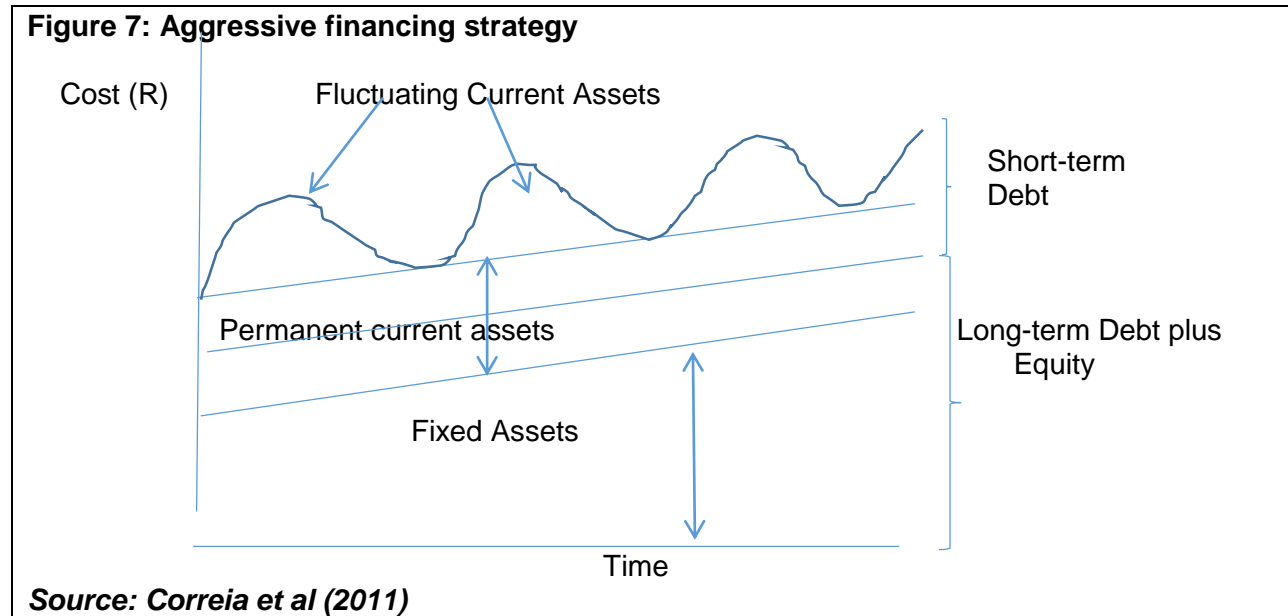 Figure 7: Aggressive financing strategy
Cost (R)
Fluctuating Current Assets
Short-term
Debt
Permanent current assets
Long-term Debt plus
Equity
Fixed Assets
Time
Source: Correia et al (2011)